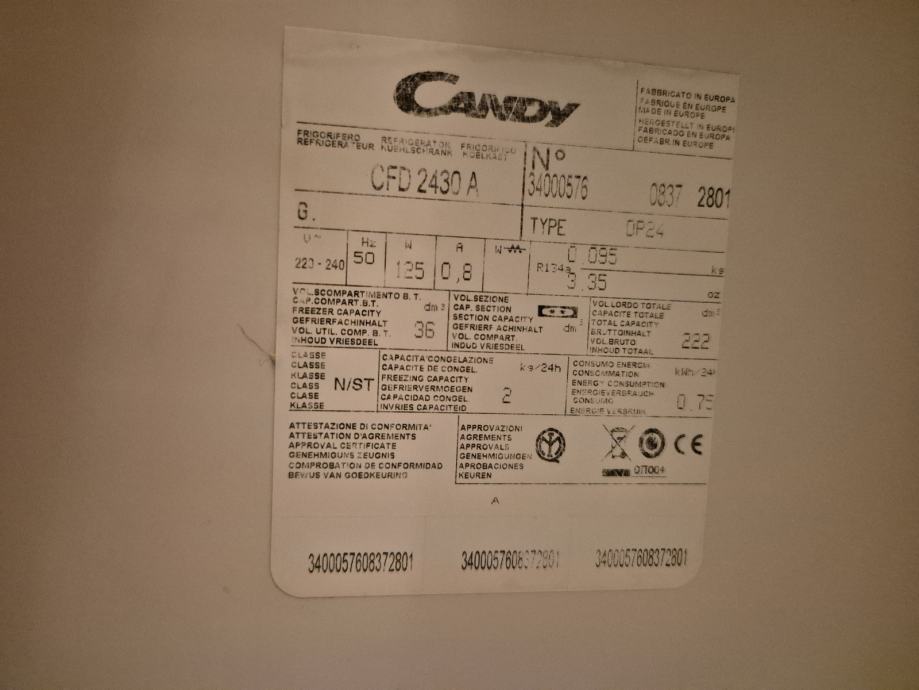 CANDY
FABBRICATO IN EUROPA
FABRIQUE EN EUROPE
MADE IN EUROPE
HERGESTELLT IN EUROPE
FABRICADO EN EUROPE
GEFABR.IN EUROPE
FRIGORIFERO REFRIGERATOR FRIGORIFICO
REFRIGERATEUR KUEHLSCHRANK KOELKAST
CFD 2430 A
N°
34000576 0837 2801
G.
TYPE OP24
V~ Hz W A W
220-240 50 125 0,8
R134a 0.095 kg
3.35 oz
VOL.SCOMPARTIMENTO B.T.
CAP.COMPART.B.T.
FREEZER CAPACITY
GEFRIERFACHINHALT
VOL. UTIL. COMP. B. T.
INHOUD VRIESDEEL
dm³
36
VOL.SEZIONE
CAP. SECTION
SECTION CAPACITY
GEFRIERF ACHINHALT
VOL. COMPART
INDUD VRIESDEEL
dm³
VOL.LORDO TOTALE
CAPACITE TOTALE
TOTAL CAPACITY
BRUTTOINHALT
VOL.BRUTO
INHOUD TOTAAL
dm³
222
CLASSE
CLASSE
KLASSE
CLASS
CLASE
KLASSE
N/ST
CAPACITA'CONGELAZIONE
CAPACITE DE CONGEL.
FREEZING CAPACITY
GEFRIERVERMOEGEN
CAPACIDAD CONGEL.
INVRIES CAPACITEID
kg/24h
2
CONSUMO ENERGIA
CONSOMMATION
ENERGY CONSUMPTION
ENERGIEVERBRAUCH
CONSUMO
ENERGIE VERBRUIK
kWh/24h
0.75
ATTESTAZIONE DI CONFORMITA'
ATTESTATION D'AGREMENTS
APPROVAL CERTIFICATE
GENEHMIGUNS ZEUGNIS
COMPROBATION DE CONFORMIDAD
BEWIJS VAN GOEDKEURING
APPROVAZIONI
AGREMENTS
APPROVALS
GENEHMIGUNGEN
APROBACIONES
KEUREN
CE
A
3400057608372801 3400057608372801 3400057608372801